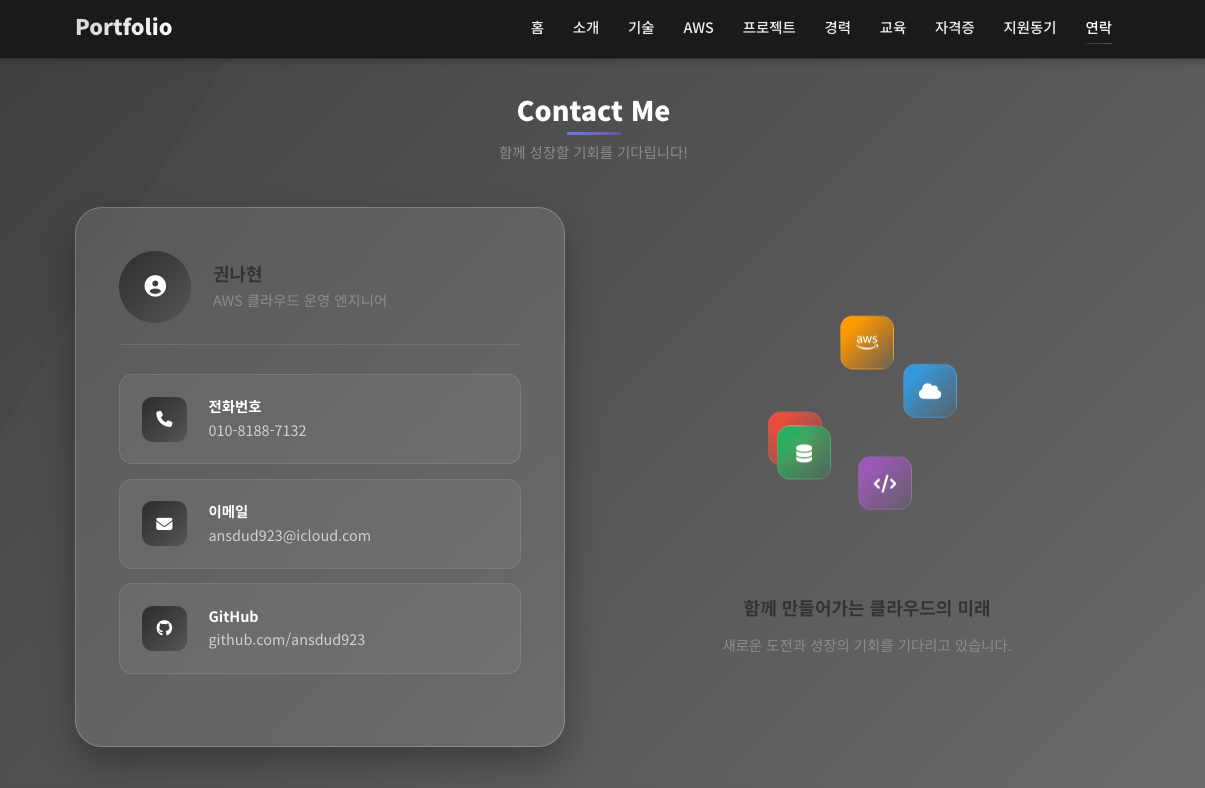 Portfolio
홈 소개 기술 AWS 프로젝트 경력 교육 자격증 지원동기 연락
Contact Me
함께 성장할 기회를 기다립니다!
권나현
AWS 클라우드 운영 엔지니어
전화번호
010-8188-7132
이메일
ansdud923@icloud.com
GitHub
github.com/ansdud923
aws
함께 만들어가는 클라우드의 미래
새로운 도전과 성장의 기회를 기다리고 있습니다.